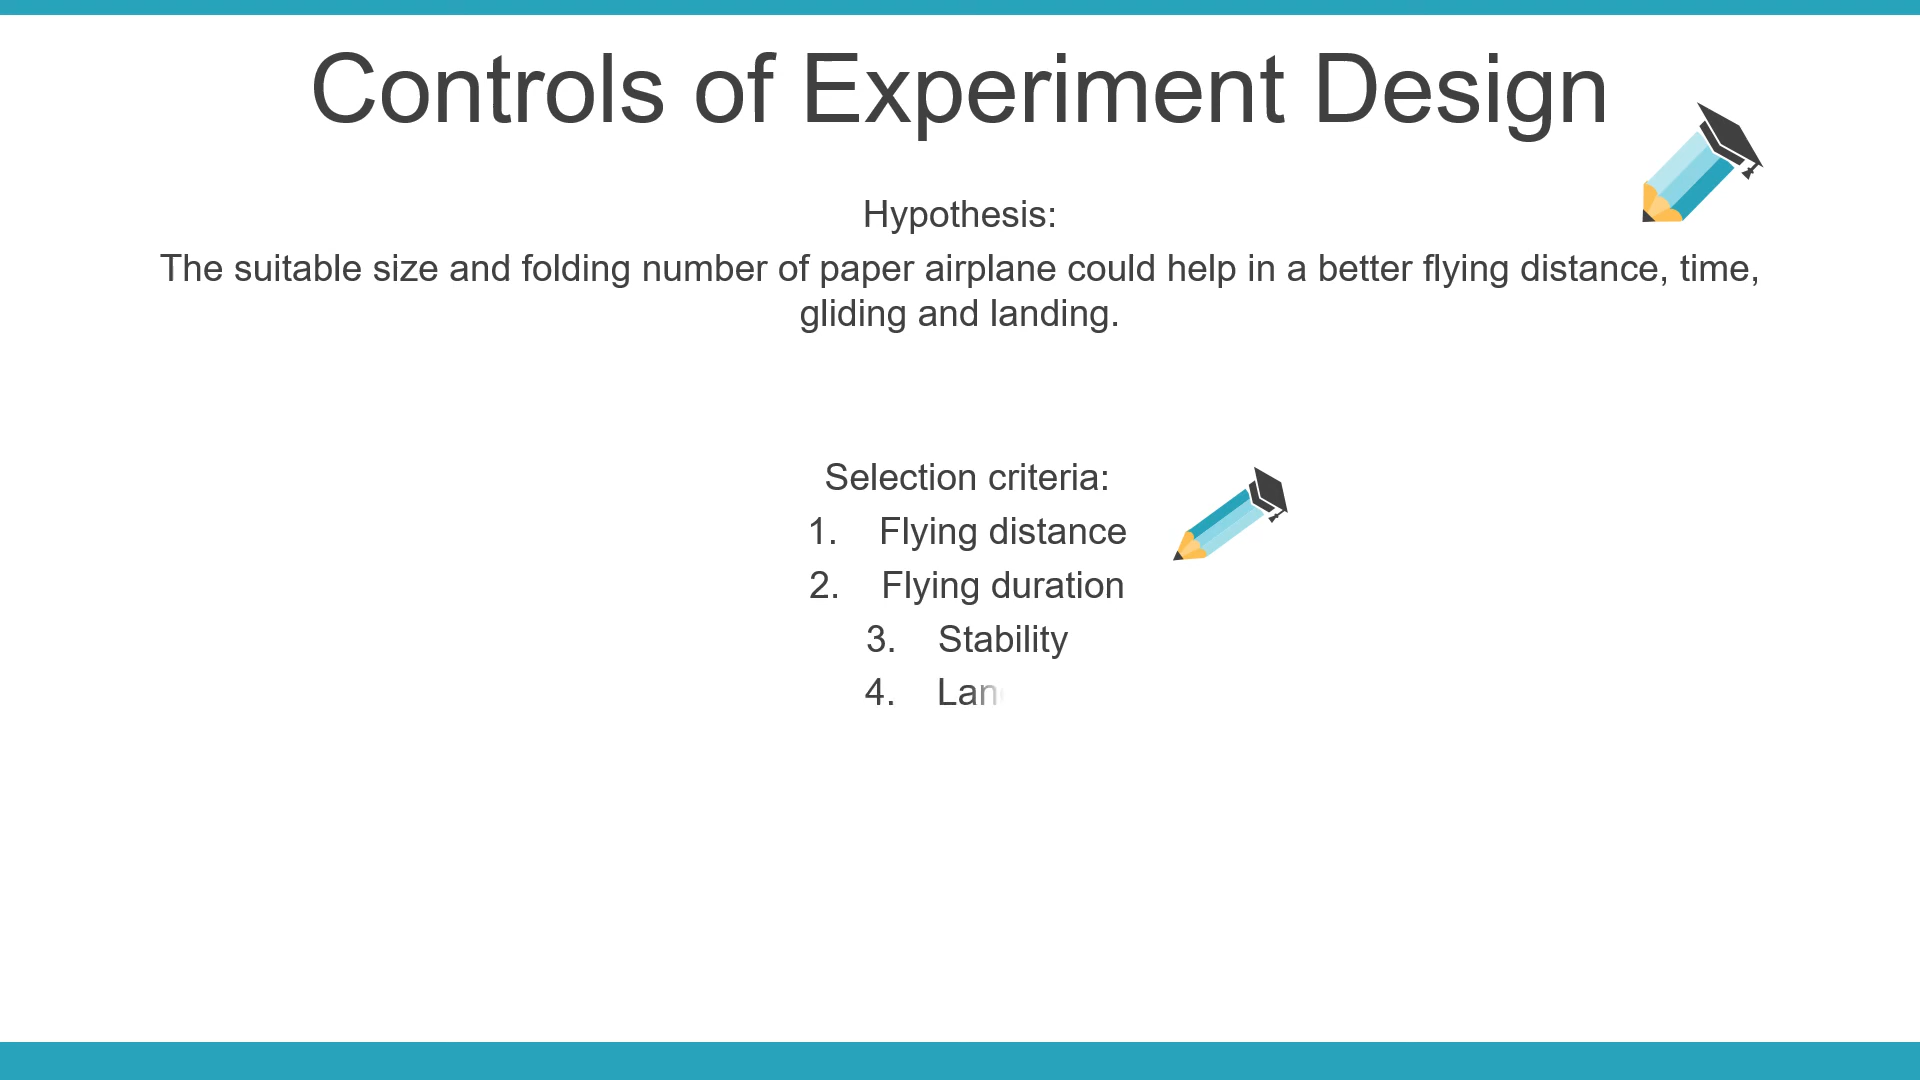 Controls of Experiment Design
Hypothesis:
The suitable size and folding number of paper airplane could help in a better flying distance, time,
gliding and landing.
Selection criteria:
1. Flying distance
2. Flying duration
3. Stability
4.